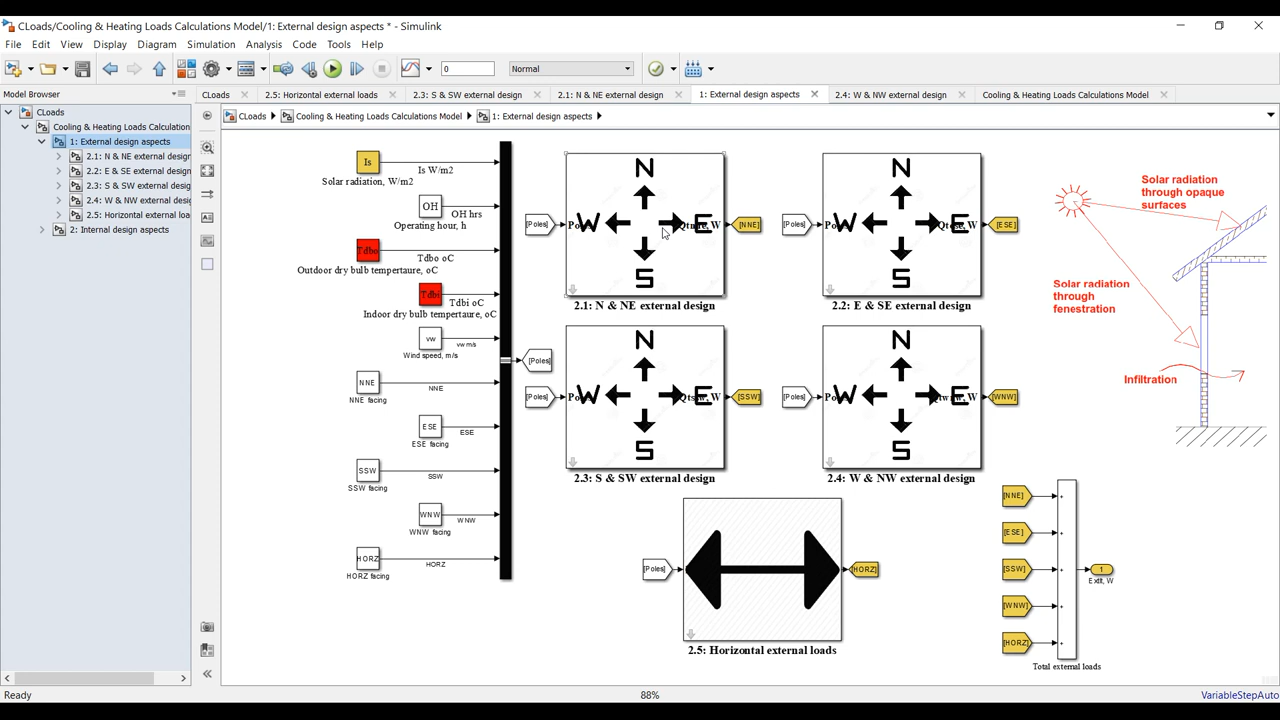 CLoads/Cooling & Heating Loads Calculations Model/1: External design aspects * - Simulink
File Edit View Display Diagram Simulation Analysis Code Tools Help
0
Normal
Model Browser
CLoads
2.5: Horizontal external loads
2.3: S & SW external design
2.1: N & NE external design
1: External design aspects
2.4: W & NW external design
Cooling & Heating Loads Calculations Model
CLoads
Cooling & Heating Loads Calculations Model
1: External design aspects
CLoads
Cooling & Heating Loads Calculation
1: External design aspects
2.1: N & NE external design
2.2: E & SE external design
2.3: S & SW external desig
2.4: W & NW external desig
2.5: Horizontal external loa
2: Internal design aspects
Is
Is W/m2
Solar radiation, W/m2
OH
OH hrs
Operating hour, h
Tdbo
Tdbo oC
Outdoor dry bulb tempertaure, oC
Tdbi
Tdbi oC
Indoor dry bulb tempertaure, oC
vw
vw m/s
Wind speed, m/s
NNE
NNE
NNE facing
ESE
ESE
ESE facing
SSW
SSW
SSW facing
WNW
WNW
WNW facing
HORZ
HORZ
HORZ facing
[Poles]
[Poles]
N
W
E
S
[NNE]
2.1: N & NE external design
[Poles]
N
W
E
S
[ESE]
2.2: E & SE external design
[Poles]
N
W
E
S
[SSW]
2.3: S & SW external design
[Poles]
N
W
E
S
[WNW]
2.4: W & NW external design
[Poles]
[HORZ]
2.5: Horizontal external loads
Solar radiation
through opaque
surfaces
Solar radiation
through
fenestration
Infiltration
[NNE]
[ESE]
[SSW]
[WNW]
[HORZ]
+
+
+
+
+
1
Extlt, W
Total external loads
Ready
88%
VariableStepAuto